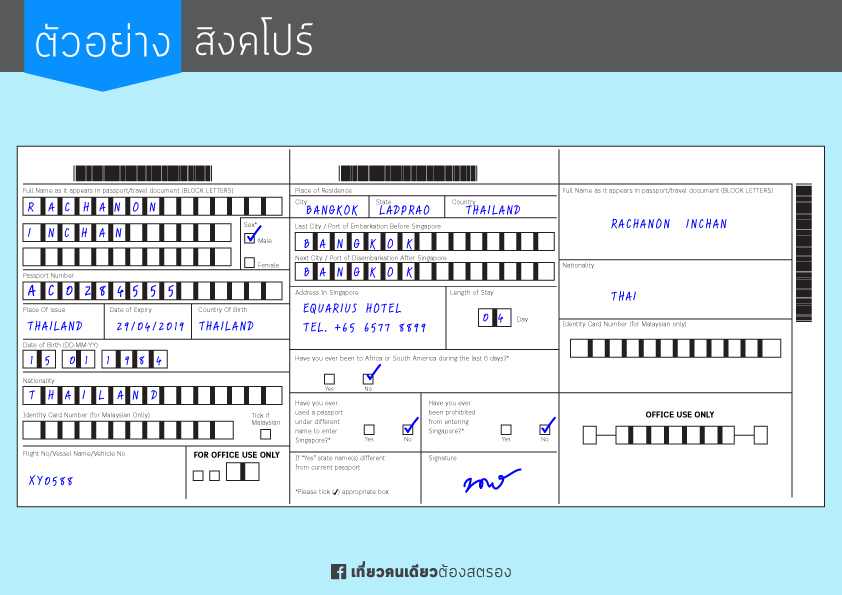 ตัวอย่าง สิงคโปร์
Full Name as it appears in passport/travel document (BLOCK LETTERS)
RACHANON
INCHAN
Sex*
Male
Female
Passport Number
AC0284555
Place Of Issue Date of Expiry Country Of Birth
THAILAND 29/04/2019 THAILAND
Date of Birth (DD-MM-YY)
15 01 1984
Nationality
THAILAND
Identity Card Number (for Malaysian Only)
Tick if
Malaysian
Flight No/Vessel Name/Vehicle No
XY0588
FOR OFFICE USE ONLY
Place of Residence
City State Country
BANGKOK LADPRAO THAILAND
Last City / Port of Embarkation Before Singapore
BANGKOK
Next City / Port of Disembarkation After Singapore
BANGKOK
Address In Singapore
EQUARIUS HOTEL
TEL. +65 6577 8899
Length of Stay
04 Day
Have you ever been to Africa or South America during the last 6 days?*
Yes No
Have you ever
used a passport
under different
name to enter
Singapore?*
Yes No
Have you ever
been prohibited
from entering
Singapore?*
Yes No
If "Yes" state name(s) different
from current passport
*Please tick (✓) appropriate box
Signature
Full Name as it appears in passport/travel document (BLOCK LETTERS)
RACHANON INCHAN
Nationality
THAI
Identity Card Number (for Malaysian only)
OFFICE USE ONLY
เที่ยวคนเดียวต้องสตรอง